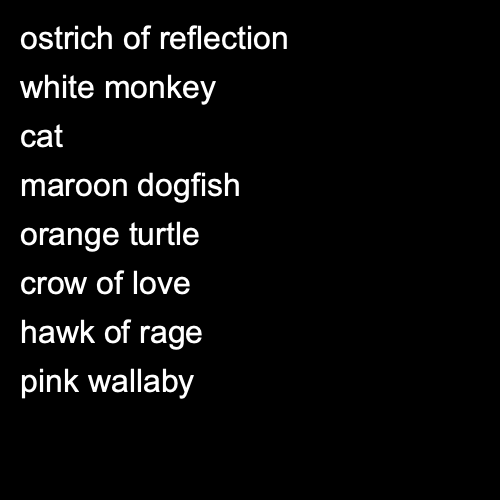 ostrich of reflection
white monkey
cat
maroon dogfish
orange turtle
crow of love
hawk of rage
pink wallaby